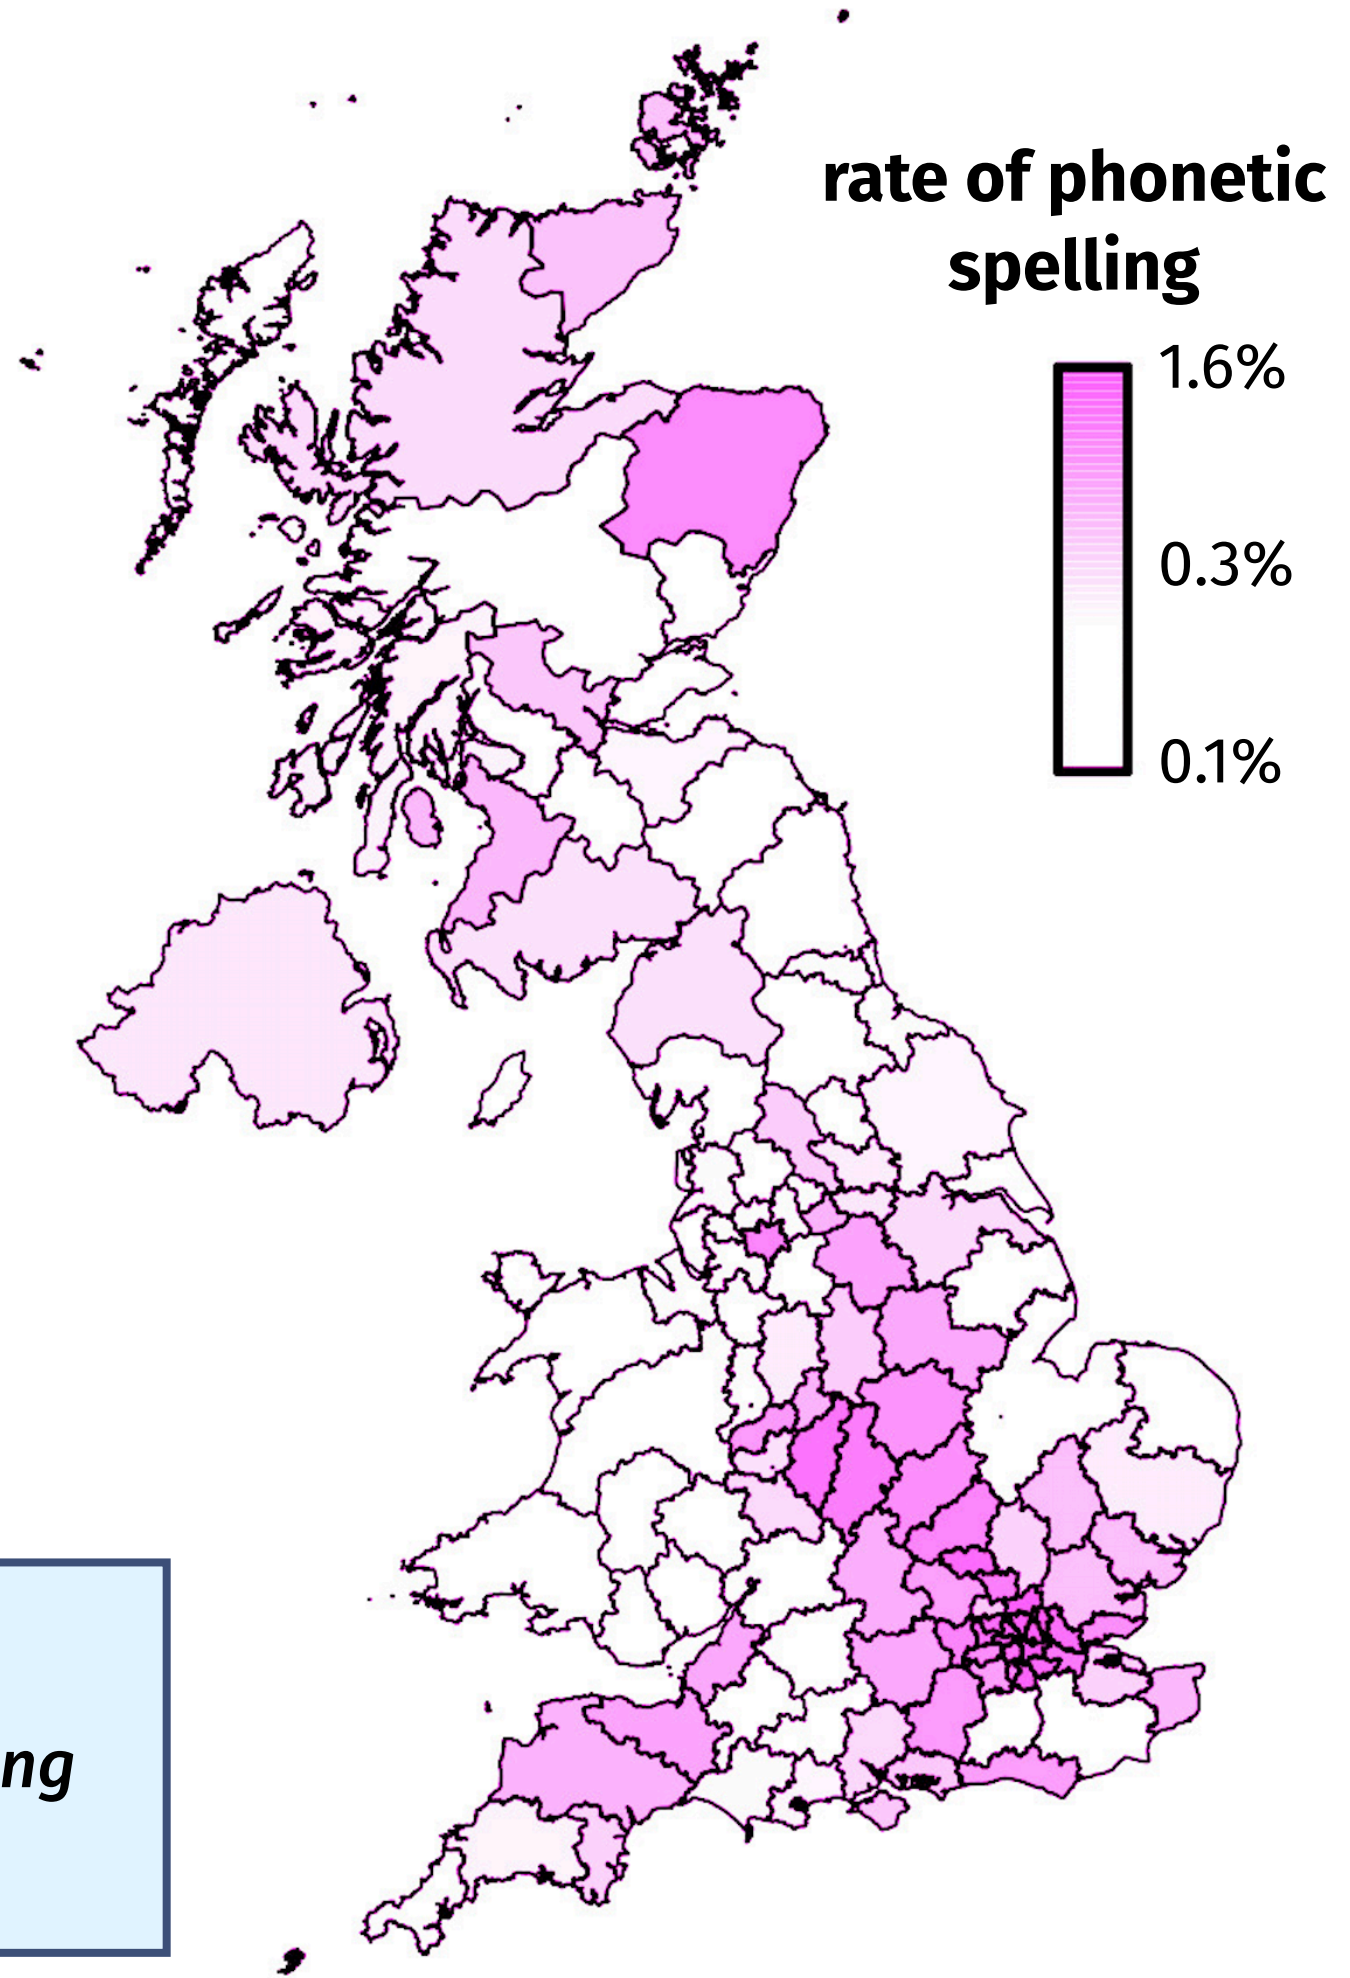 rate of phonetic
spelling
1.6%
0.3%
0.1%
ng